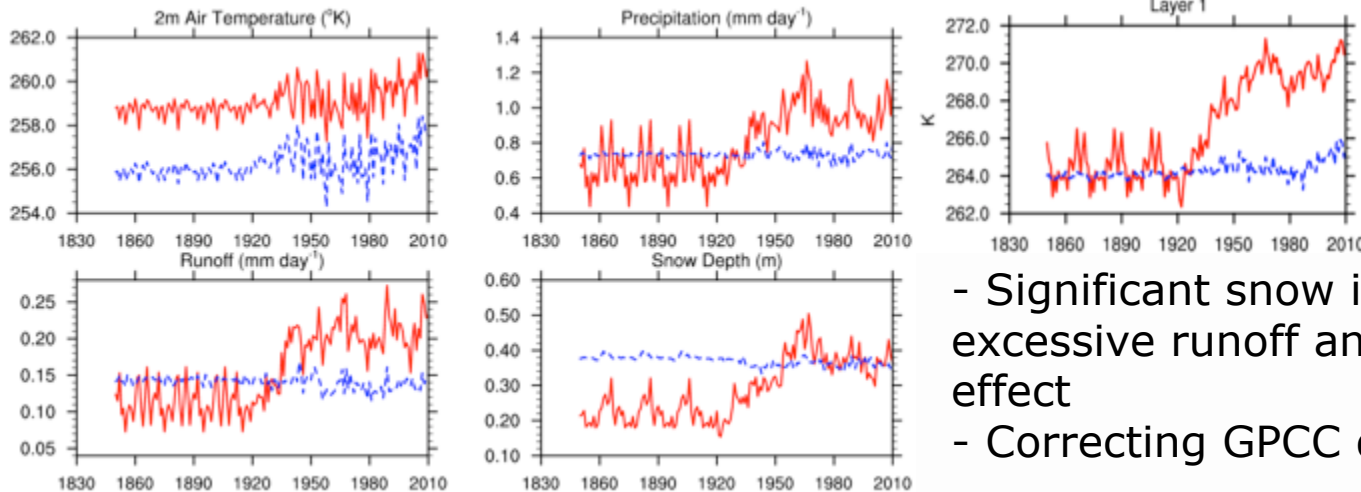 2m Air Temperature (°K)
262.0
260.0
258.0
256.0
254.0
1830 1860 1890 1920 1950 1980 2010
Precipitation (mm day⁻¹)
1.4
1.2
1.0
0.8
0.6
0.4
1830 1860 1890 1920 1950 1980 2010
Layer 1
272.0
270.0
268.0
266.0
264.0
262.0
K
1830 1860 1890 1920 1950 1980 2010
Runoff (mm day⁻¹)
0.25
0.20
0.15
0.10
0.05
1830 1860 1890 1920 1950 1980 2010
Snow Depth (m)
0.60
0.50
0.40
0.30
0.20
0.10
1830 1860 1890 1920 1950 1980 2010
- Significant snow
excessive runoff
effect
- Correcting GPCC